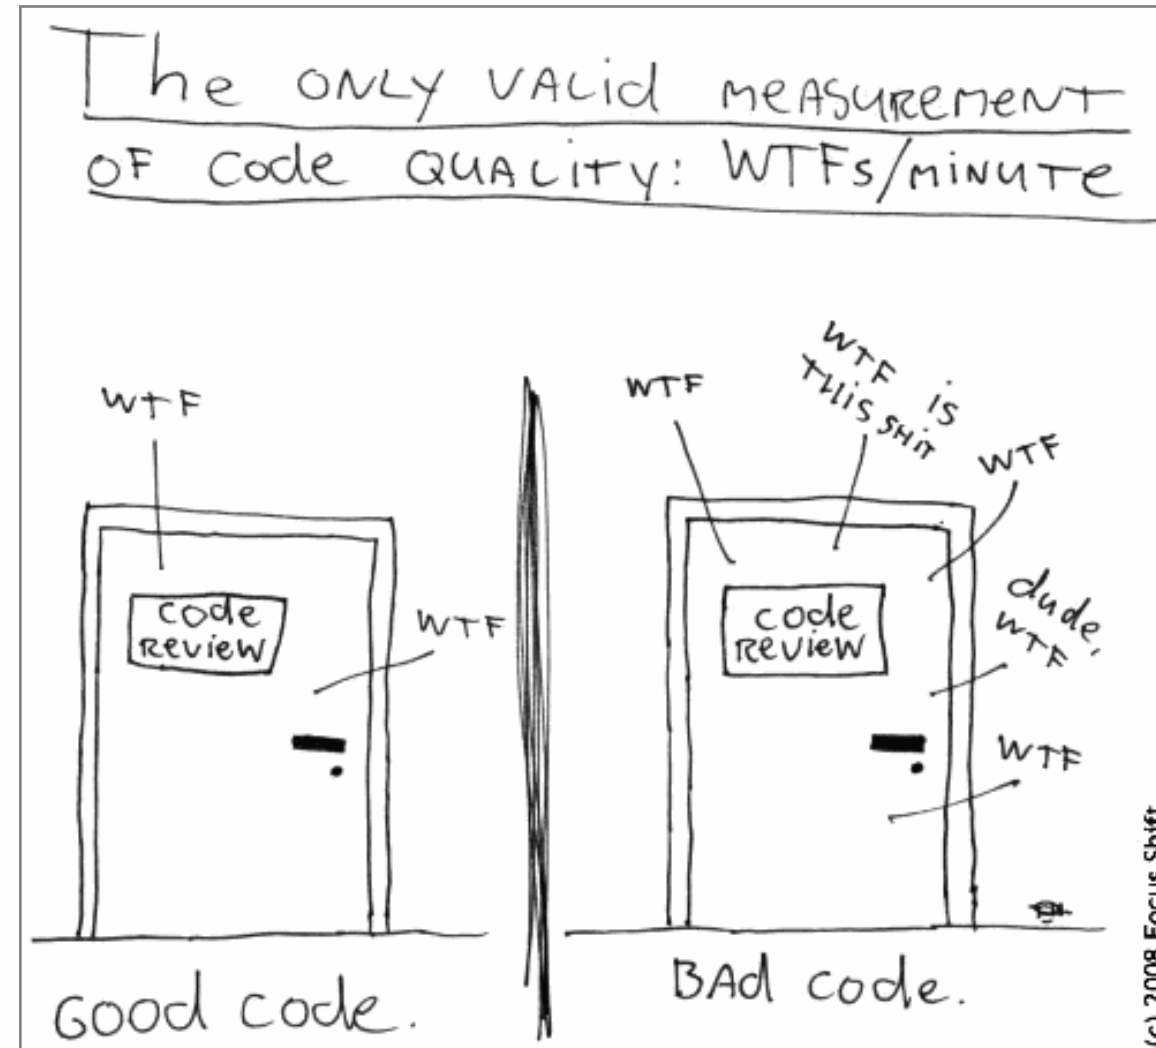 The ONLY VALid meASUREMENT
OF Code QUALITY: WTFs/MINUTE
WTF
code
REVIEW
WTF
GOOD code.
WTF
WTF is
THIS SHIT
WTF
code
REVIEW
dude,
WTF
WTF
BAd code.
(c) 2008 Focus Shift